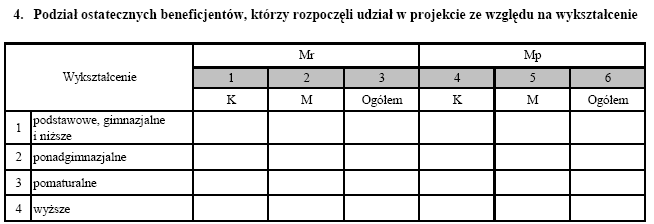 4. Podział ostatecznych beneficjentów, którzy rozpoczęli udział w projekcie ze względu na wykształcenie
Wykształcenie Mr Mp
1 2 3 4 5 6
K M Ogółem K M Ogółem
1 podstawowe, gimnazjalne
i niższe
2 ponadgimnazjalne
3 pomaturalne
4 wyższe